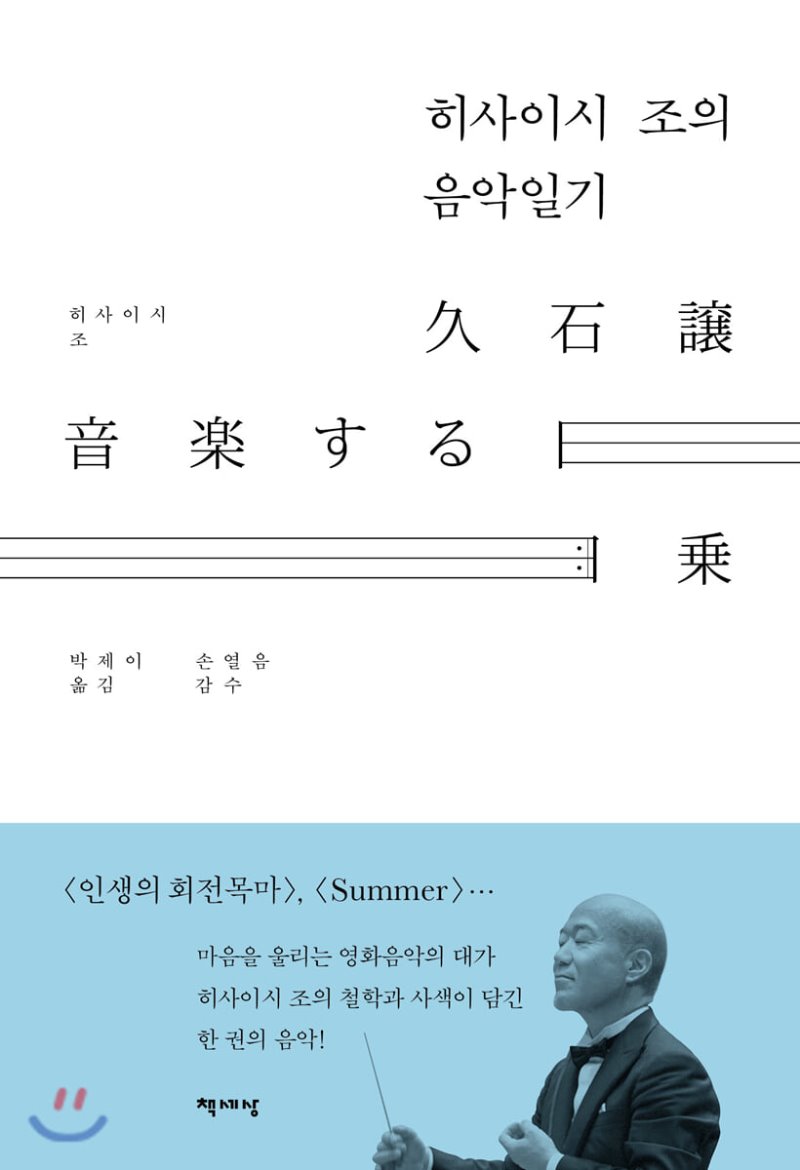 히사이시 조의
음악일기
히사이시
조
久石譲
音楽する
乗
박제이
옮김
손열음
감수
〈인생의 회전목마〉, 〈Summer〉…
마음을 울리는 영화음악의 대가
히사이시 조의 철학과 사색이 담긴
한 권의 음악!
책세상